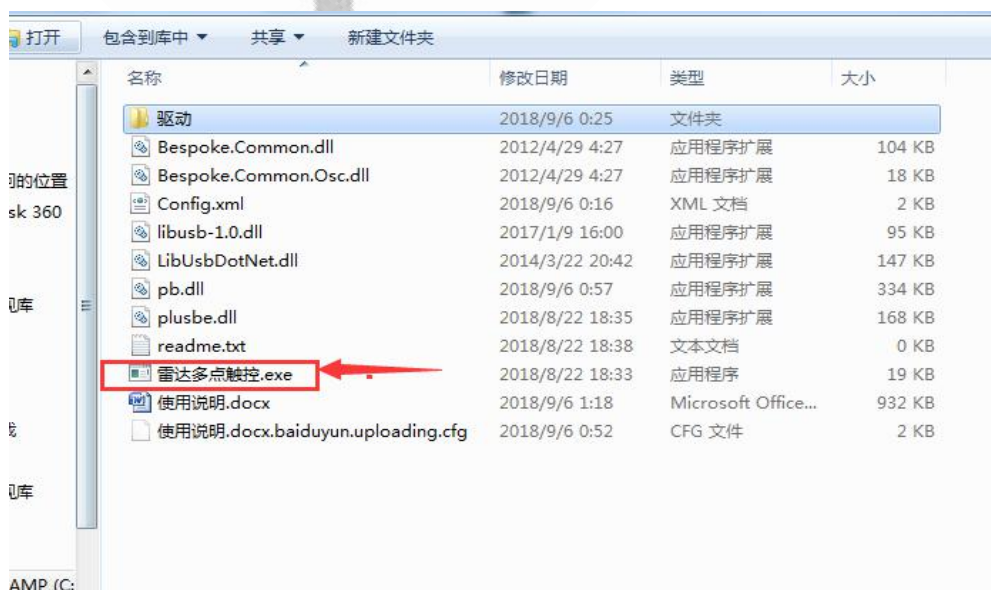 打开 包含到库中 共享 新建文件夹
名称 修改日期 类型 大小
驱动 2018/9/6 0:25 文件夹
Bespoke.Common.dll 2012/4/29 4:27 应用程序扩展 104 KB
Bespoke.Common.Osc.dll 2012/4/29 4:27 应用程序扩展 18 KB
的位置
Config.xml 2018/9/6 0:16 XML 文档 2 KB
sk 360
libusb-1.0.dll 2017/1/9 16:00 应用程序扩展 95 KB
LibUsbDotNet.dll 2014/3/22 20:42 应用程序扩展 147 KB
pb.dll 2018/9/6 0:57 应用程序扩展 334 KB
库
plusbe.dll 2018/8/22 18:35 应用程序扩展 168 KB
readme.txt 2018/8/22 18:38 文本文档 0 KB
雷达多点触控.exe 2018/8/22 18:33 应用程序 19 KB
使用说明.docx 2018/9/6 1:18 Microsoft Office... 932 KB
使用说明.docx.baiduyun.uploading.cfg 2018/9/6 0:52 CFG 文件 2 KB
库
AMP (C: